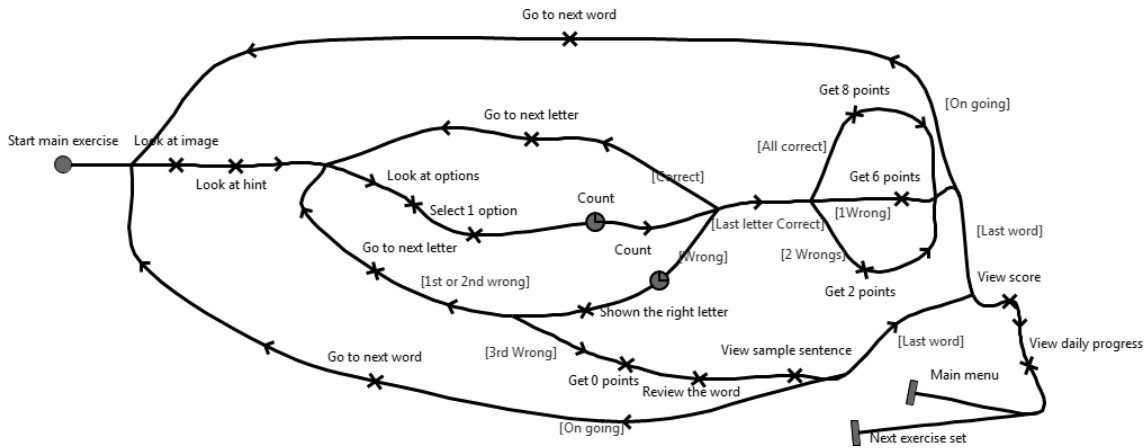 Go to next word
[On going]
Get 8 points
Go to next letter
[All correct]
Start main exercise
Look at image
Look at hint
Look at options
[Correct]
Get 6 points
Select 1 option
Count
[1Wrong]
[Last letter Correct]
[Last word]
Go to next letter
Count
[Wrong]
[2 Wrongs]
[1st or 2nd wrong]
View score
Get 2 points
Shown the right letter
[Last word]
View daily progress
[3rd Wrong]
Go to next word
View sample sentence
Get 0 points
Review the word
Main menu
[On going]
Next exercise set